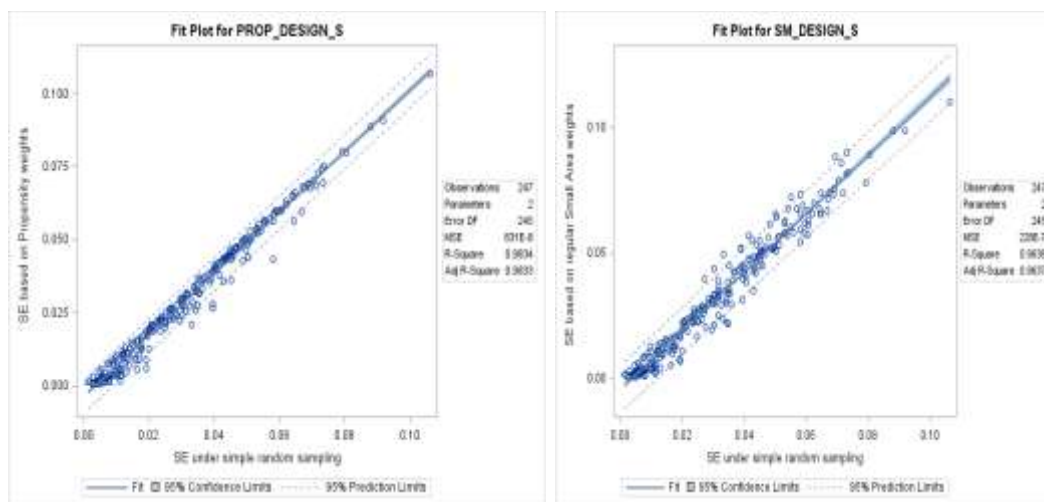 Fit Plot for PROP_DESIGN_S
SE based on Propensity weights
0.100
0.075
0.050
0.025
0.000
0.00 0.02 0.04 0.06 0.08 0.10
SE under simple random sampling
Fit 95% Confidence Limits 95% Prediction Limits
Observations 247
Parameters 2
Error DF 245
MSE
R-Square
Adj R-Square
Fit Plot for SM_DESIGN_S
SE based on regular Small Area weights
0.10
0.05
0.00
0.00 0.02 0.04 0.06 0.08 0.10
SE under simple random sampling
Fit 95% Confidence Limits 95% Prediction Limits
Observations 247
Parameters 2
Error DF 245
MSE
R-Square
Adj R-Square